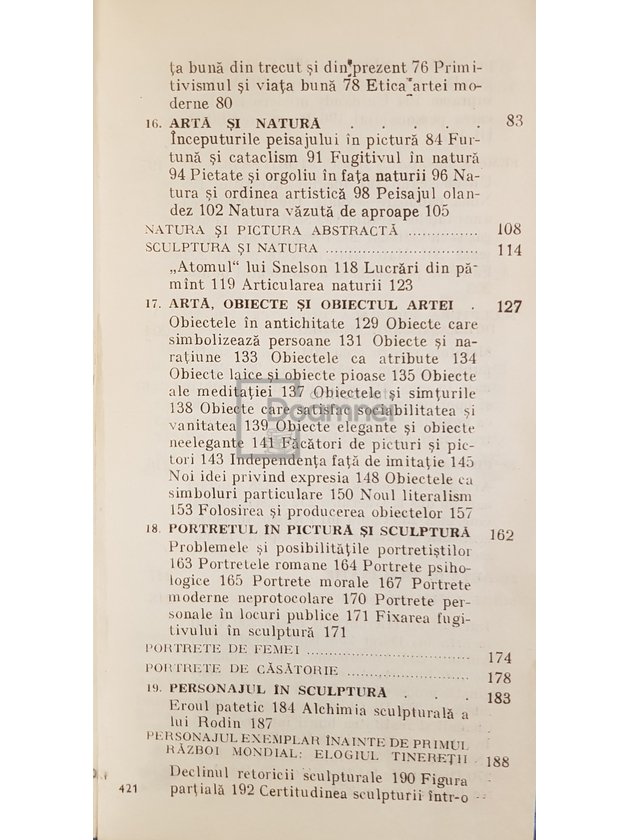 ța bună din trecut și din prezent 76 Primi-
tivismul și viața bună 78 Etica artei mo-
derne 80
16. ARTĂ ȘI NATURĂ . . . . . 83
Începuturile peisajului în pictură 84 Fur-
tună și cataclism 91 Fugitivul în natură
94 Pietate și orgoliu în fața naturii 96 Na-
tura și ordinea artistică 98 Peisajul olan-
dez 102 Natura văzută de aproape 105
NATURA ȘI PICTURA ABSTRACTĂ ............... 108
SCULPTURA ȘI NATURA ............................... 114
„Atomul“ lui Snelson 118 Lucrări din pă-
mînt 119 Articularea naturii 123
17. ARTĂ, OBIECTE ȘI OBIECTUL ARTEI . 127
Obiectele în antichitate 129 Obiecte care
simbolizează persoane 131 Obiecte și na-
rațiune 133 Obiectele ca atribute 134
Obiecte laice și obiecte pioase 135 Obiecte
ale meditației 137 Obiectele și simțurile
138 Obiecte care satisfac sociabilitatea și
vanitatea 139 Obiecte elegante și obiecte
neelegante 141 Făcători de picturi și pic-
tori 143 Independența față de imitație 145
Noi idei privind expresia 148 Obiectele ca
simboluri particulare 150 Noul literalism
153 Folosirea și producerea obiectelor 157
18. PORTRETUL ÎN PICTURĂ ȘI SCULPTURĂ 162
Problemele și posibilitățile portretiștilor
163 Portretele romane 164 Portrete psiho-
logice 165 Portrete morale 167 Portrete
moderne neprotocolare 170 Portrete per-
sonale în locuri publice 171 Fixarea fugi-
tivului în sculptură 171
PORTRETE DE FEMEI ................................. 174
PORTRETE DE CĂSĂTORIE ......................... 178
19. PERSONAJUL ÎN SCULPTURĂ . . . 183
Eroul patetic 184 Alchimia sculpturală a
lui Rodin 187
PERSONAJUL EXEMPLAR ÎNAINTE DE PRIMUL
RĂZBOI MONDIAL: ELOGIUL TINEREȚII 188
Declinul retoricii sculpturale 190 Figura
parțială 192 Certitudinea sculpturii într-o
421